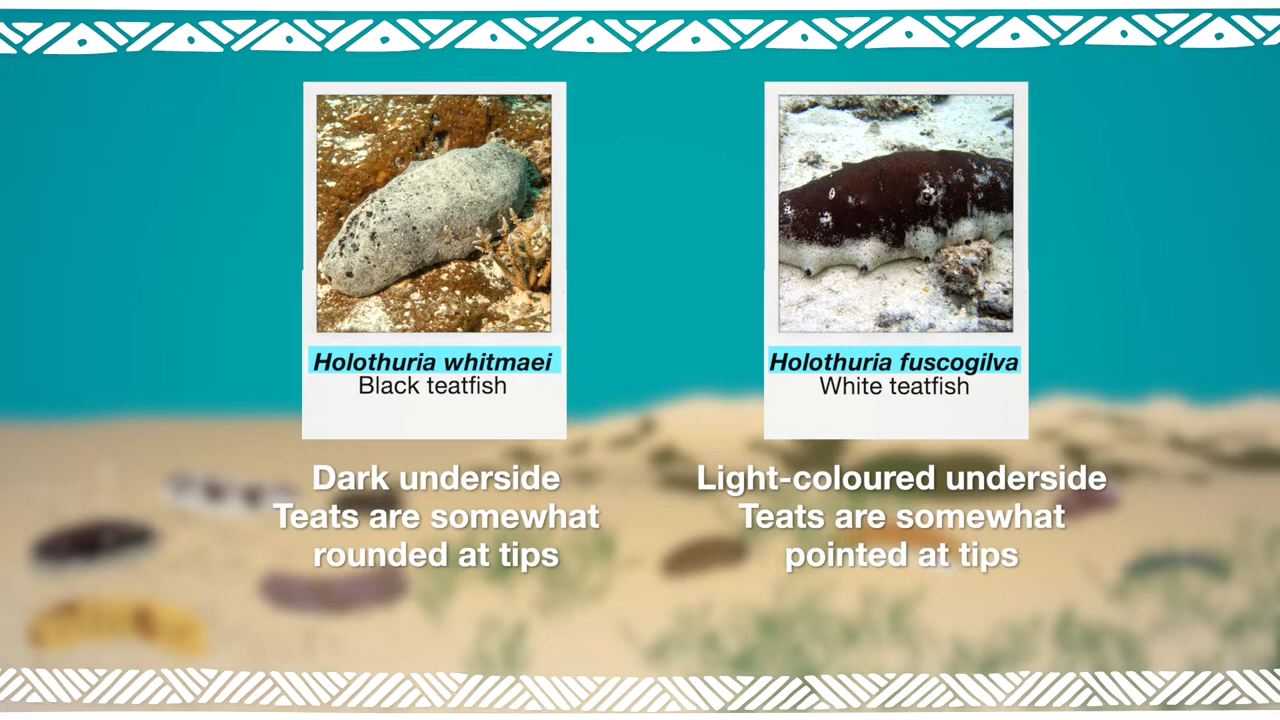 Holothuria whitmaei
Black teatfish
Dark underside
Teats are somewhat
rounded at tips
Holothuria fuscogilva
White teatfish
Light-coloured underside
Teats are somewhat
pointed at tips